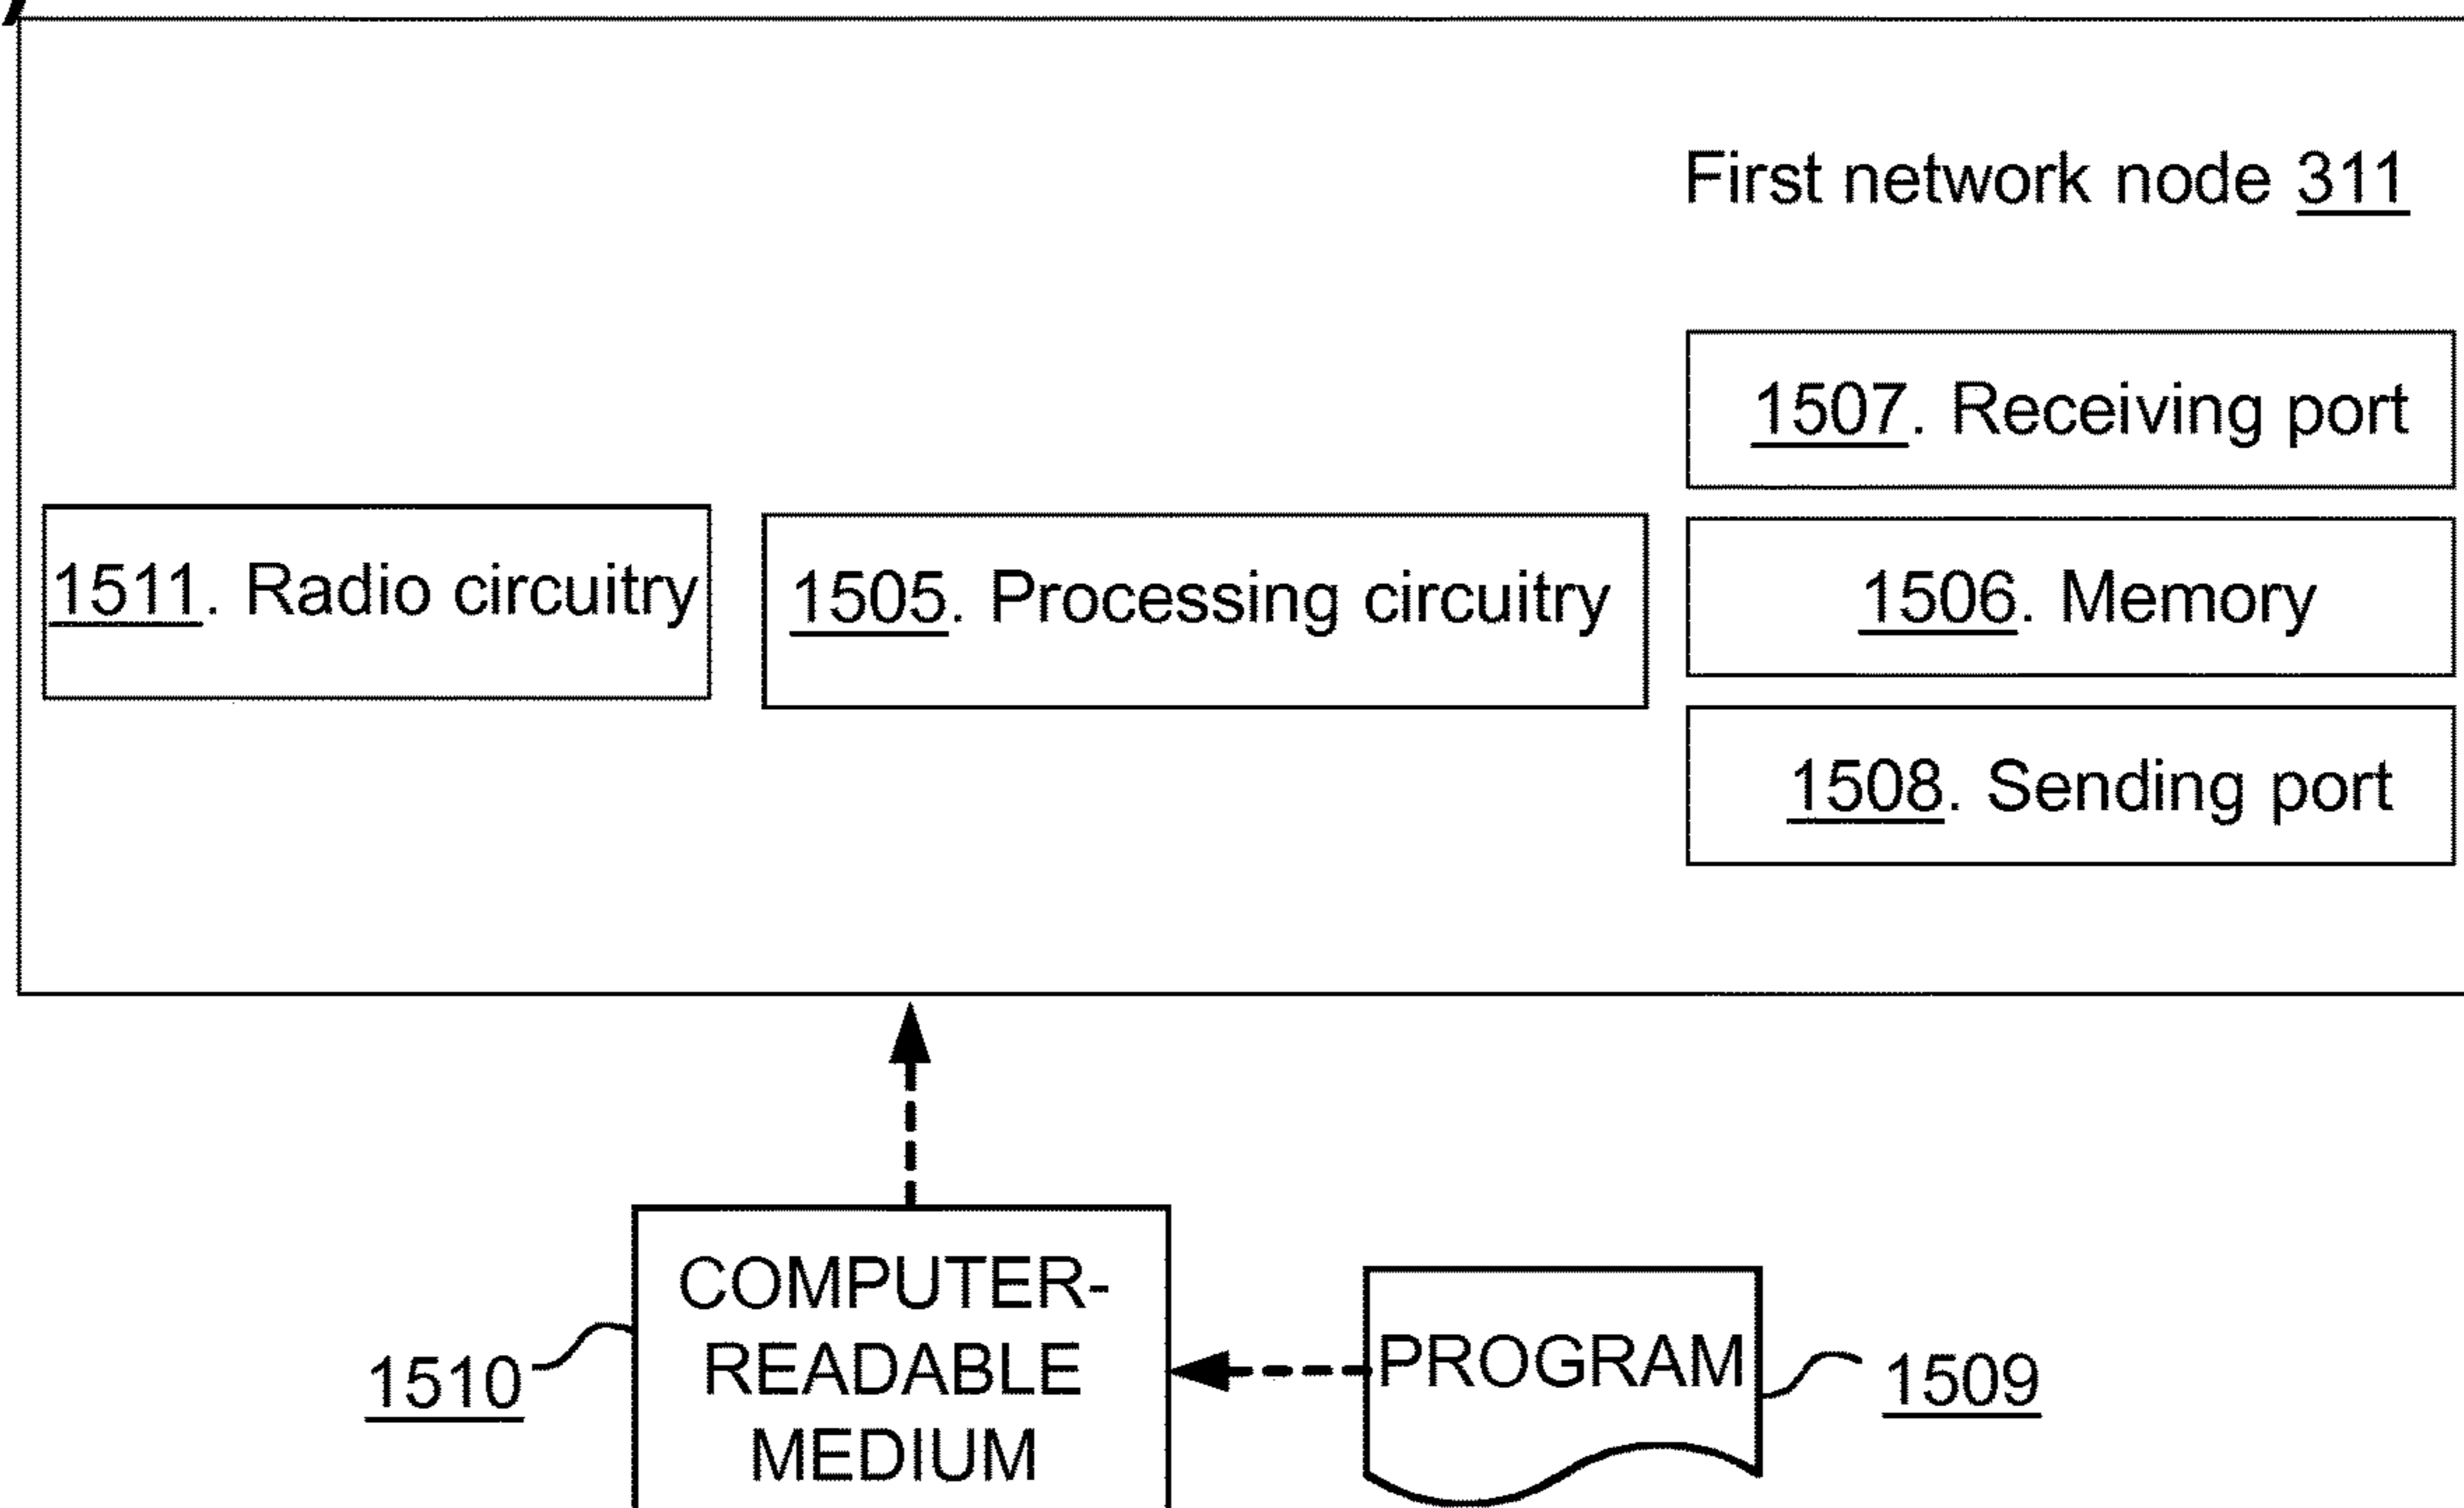 First network node 311
1507. Receiving port
1511. Radio circuitry
1505. Processing circuitry
1506. Memory
1508. Sending port
COMPUTER-
READABLE
MEDIUM
1510
PROGRAM
1509